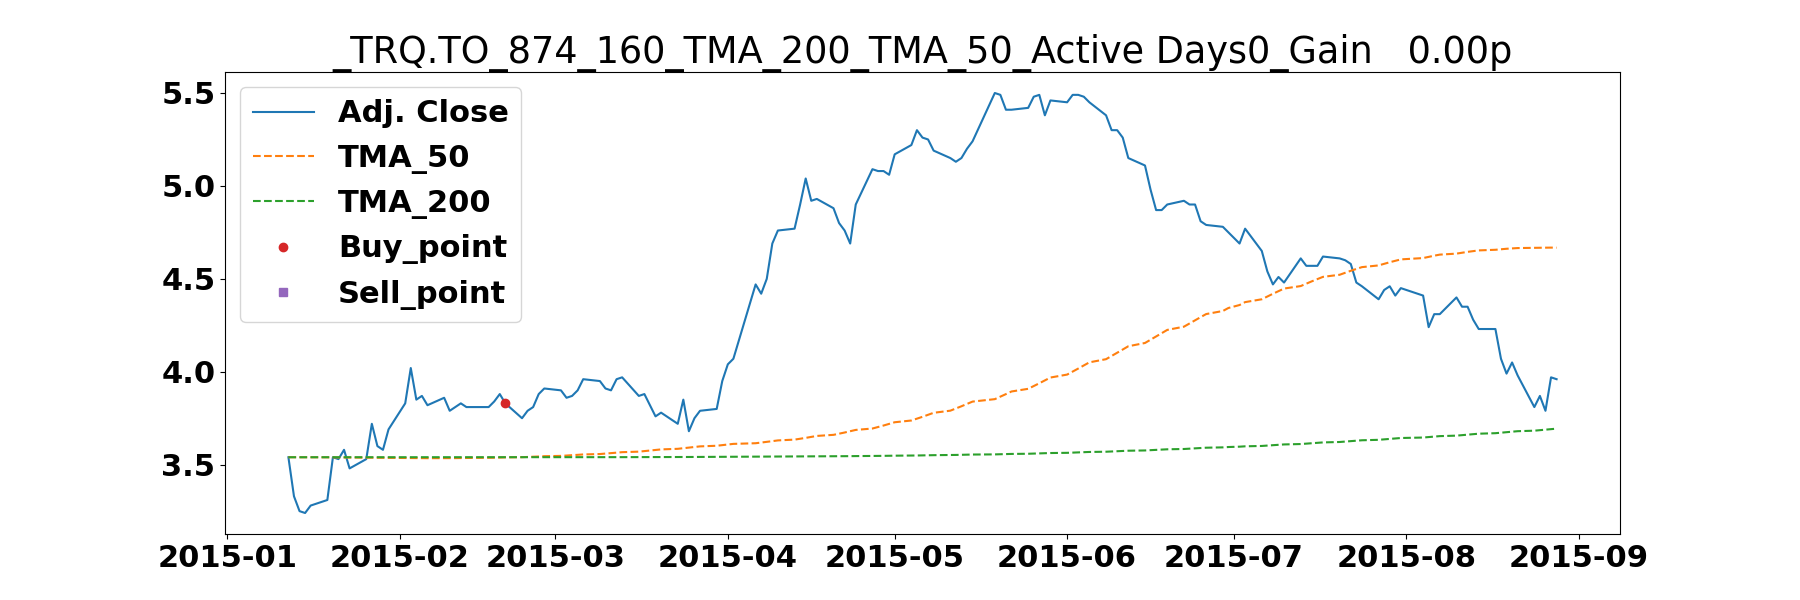 _TRQ.TO_874_160_TMA_200_TMA_50_Active Days0_Gain   0.00p
5.5
5.0
4.5
4.0
3.5
Adj. Close
TMA_50
TMA_200
Buy_point
Sell_point
2015-01 2015-02 2015-03 2015-04 2015-05 2015-06 2015-07 2015-08 2015-09